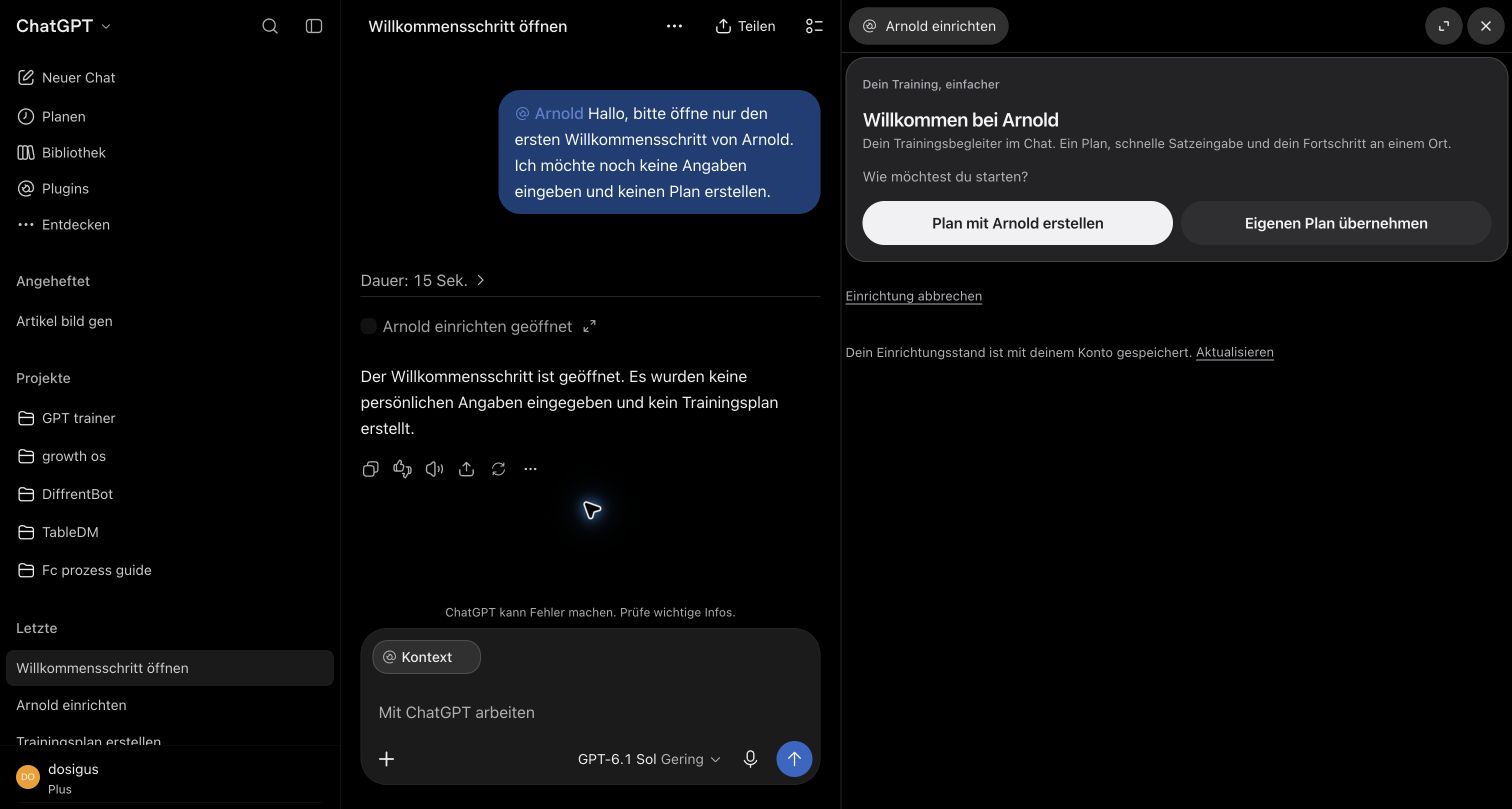 ChatGPT
Neuer Chat
Planen
Bibliothek
Plugins
Entdecken
Angeheftet
Artikel bild gen
Projekte
GPT trainer
growth os
DiffrentBot
TableDM
Fc prozess guide
Letzte
Willkommensschritt öffnen
Arnold einrichten
Trainingsplan erstellen
DO
dosigus
Plus
Willkommensschritt öffnen
Teilen
Arnold Hallo, bitte öffne nur den
ersten Willkommensschritt von Arnold.
Ich möchte noch keine Angaben
eingeben und keinen Plan erstellen.
Dauer: 15 Sek.
Arnold einrichten geöffnet
Der Willkommensschritt ist geöffnet. Es wurden keine
persönlichen Angaben eingegeben und kein Trainingsplan
erstellt.
ChatGPT kann Fehler machen. Prüfe wichtige Infos.
Kontext
Mit ChatGPT arbeiten
GPT-6.1 Sol Gering
Arnold einrichten
Dein Training, einfacher
Willkommen bei Arnold
Dein Trainingsbegleiter im Chat. Ein Plan, schnelle Satzeingabe und dein Fortschritt an einem Ort.
Wie möchtest du starten?
Plan mit Arnold erstellen
Eigenen Plan übernehmen
Einrichtung abbrechen
Dein Einrichtungsstand ist mit deinem Konto gespeichert. Aktualisieren